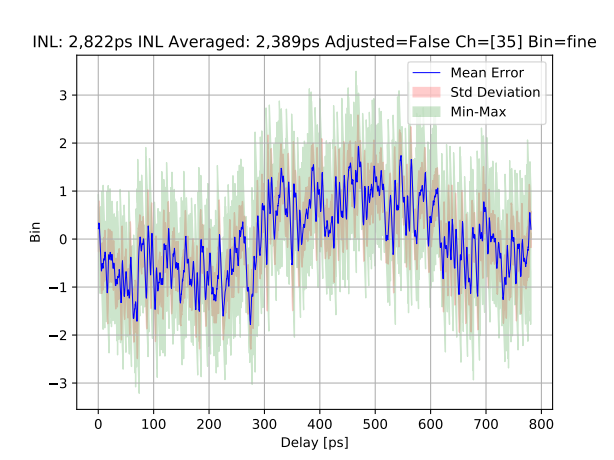 INL: 2,822ps INL Averaged: 2,389ps Adjusted=False Ch=[35] Bin=fine
Mean Error
Std Deviation
Min-Max
3
2
1
0
−1
−2
−3
Bin
0 100 200 300 400 500 600 700 800
Delay [ps]